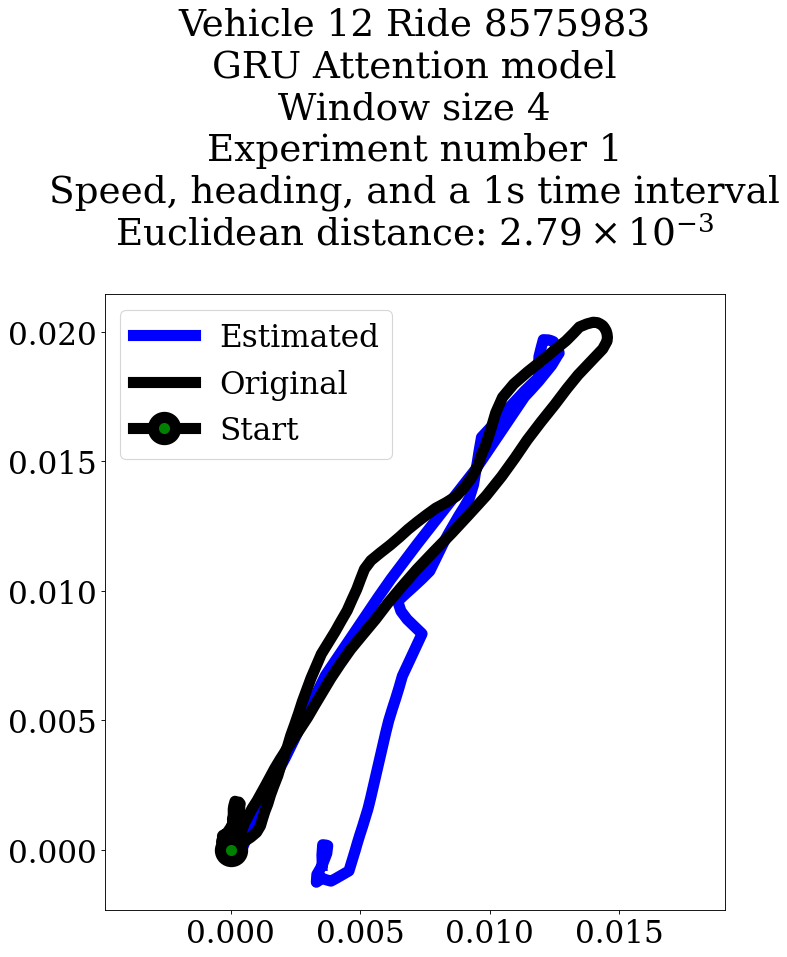 Vehicle 12 Ride 8575983
GRU Attention model
Window size 4
Experiment number 1
Speed, heading, and a 1s time interval
Euclidean distance: 2.79 × 10⁻³
Estimated
Original
Start
0.020
0.015
0.010
0.005
0.000
0.000 0.005 0.010 0.015